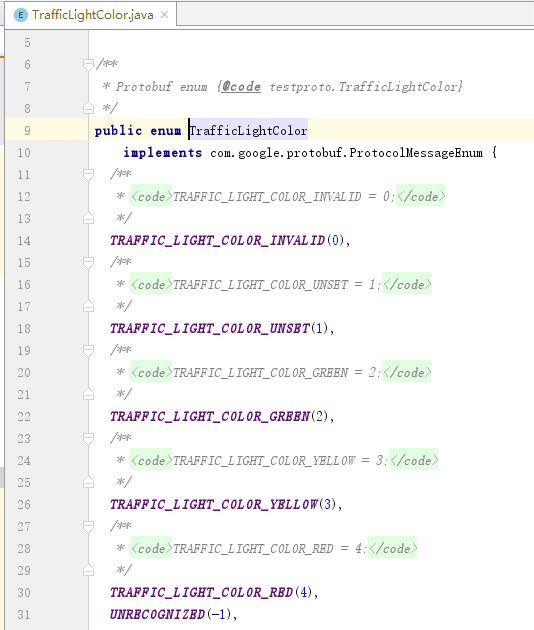 TrafficLightColor.java
5
6 /**
7 * Protobuf enum {@code testproto.TrafficLightColor}
8 */
9 public enum TrafficLightColor
10 implements com.google.protobuf.ProtocolMessageEnum {
11 /**
12 * <code>TRAFFIC_LIGHT_COLOR_INVALID = 0;</code>
13 */
14 TRAFFIC_LIGHT_COLOR_INVALID(0),
15 /**
16 * <code>TRAFFIC_LIGHT_COLOR_UNSET = 1;</code>
17 */
18 TRAFFIC_LIGHT_COLOR_UNSET(1),
19 /**
20 * <code>TRAFFIC_LIGHT_COLOR_GREEN = 2;</code>
21 */
22 TRAFFIC_LIGHT_COLOR_GREEN(2),
23 /**
24 * <code>TRAFFIC_LIGHT_COLOR_YELLOW = 3;</code>
25 */
26 TRAFFIC_LIGHT_COLOR_YELLOW(3),
27 /**
28 * <code>TRAFFIC_LIGHT_COLOR_RED = 4;</code>
29 */
30 TRAFFIC_LIGHT_COLOR_RED(4),
31 UNRECOGNIZED(-1),